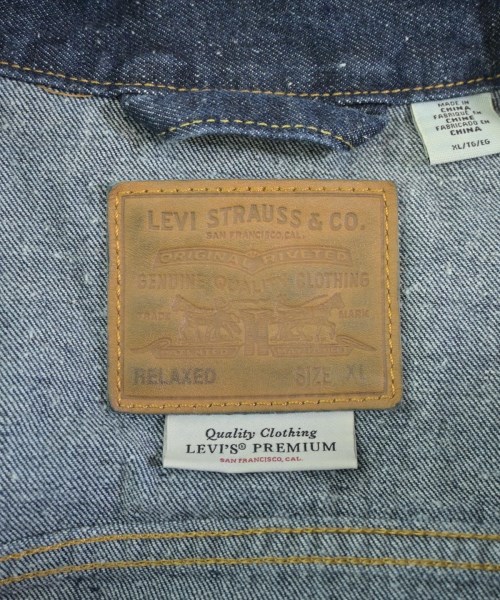 MADE IN
CHINA
FABRIQUE EN
CHINE
FABRICADO EN
CHINA
XL/TG/EG
LEVI STRAUSS & CO.
SAN FRANCISCO, CAL.
ORIGINAL RIVETED
GENUINE QUALITY CLOTHING
TRADE MARK
RELAXED SIZE XL
Quality Clothing
LEVI'S® PREMIUM
SAN FRANCISCO, CAL.